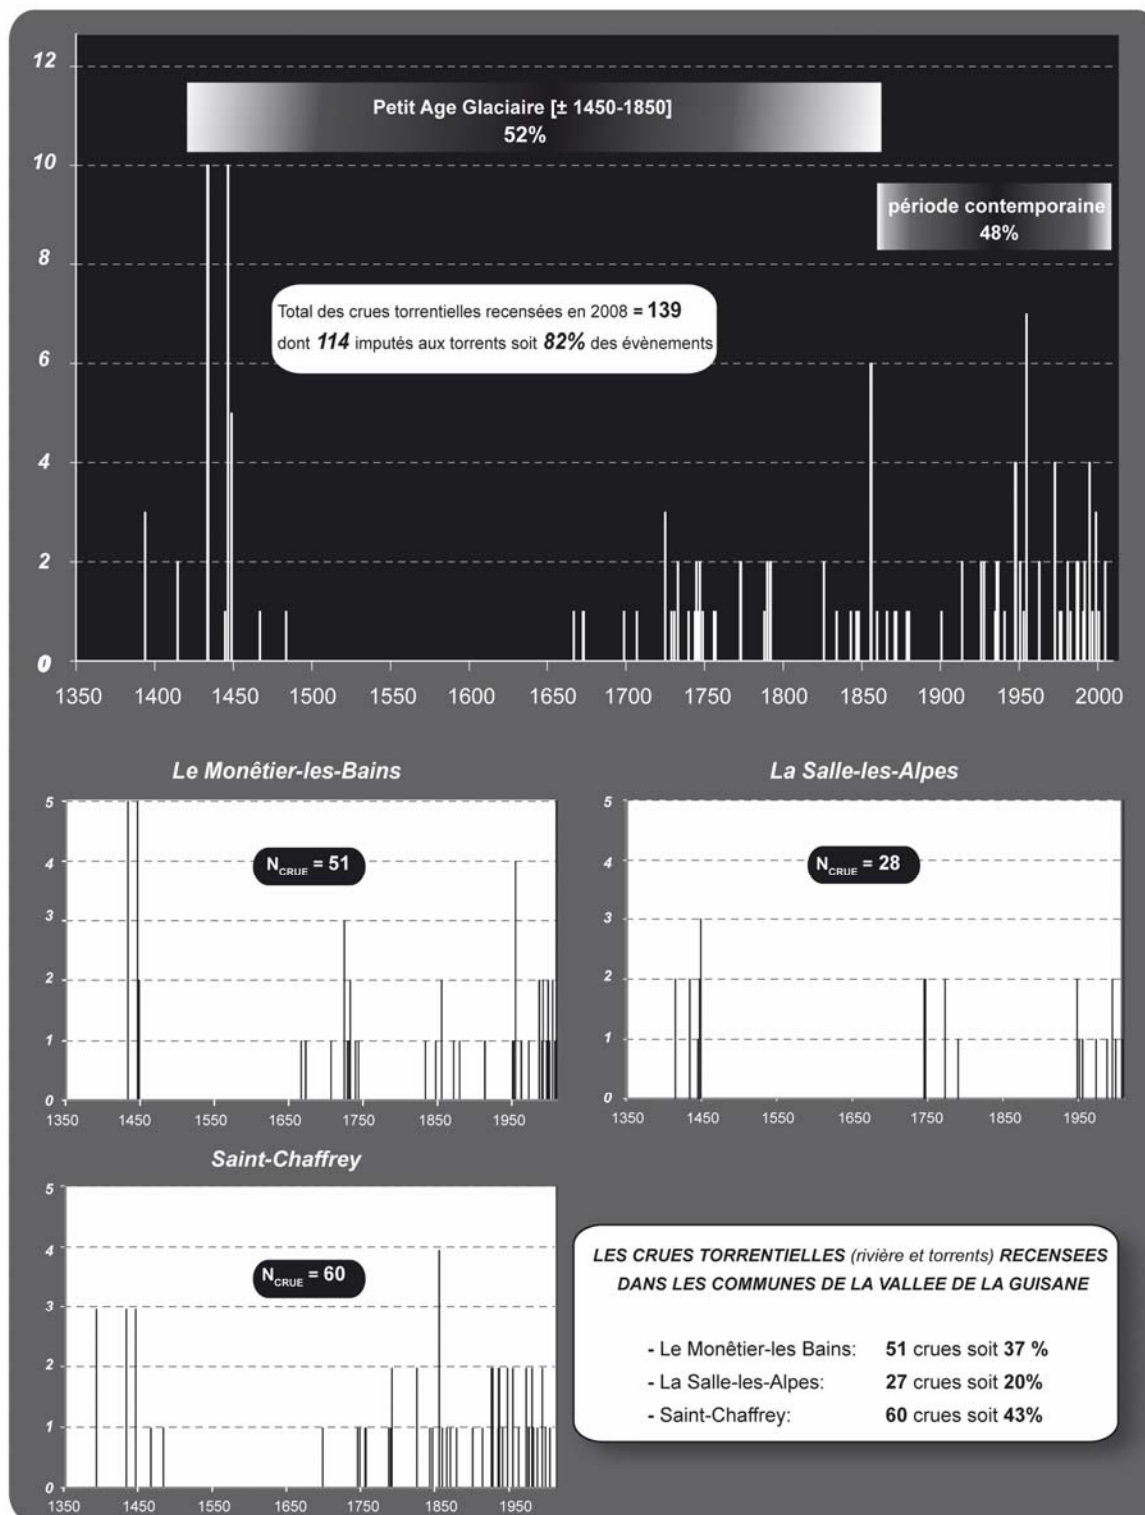 12
10
8
6
4
2
0
Petit Age Glaciaire [± 1450-1850]
52%
période contemporaine
48%
Total des crues torrentielles recensées en 2008 = 139
dont 114 imputés aux torrents soit 82% des évènements
1350 1400 1450 1500 1550 1600 1650 1700 1750 1800 1850 1900 1950 2000
Le Monêtier-les-Bains
5
4
3
2
1
0
N CRUE = 51
1350 1450 1550 1650 1750 1850 1950
La Salle-les-Alpes
5
4
3
2
1
0
N CRUE = 28
1350 1450 1550 1650 1750 1850 1950
Saint-Chaffrey
5
4
3
2
1
0
N CRUE = 60
1350 1450 1550 1650 1750 1850 1950
LES CRUES TORRENTIELLES (rivière et torrents) RECENSEES
DANS LES COMMUNES DE LA VALLEE DE LA GUISANE
- Le Monêtier-les Bains: 51 crues soit 37 %
- La Salle-les-Alpes: 27 crues soit 20%
- Saint-Chaffrey: 60 crues soit 43%